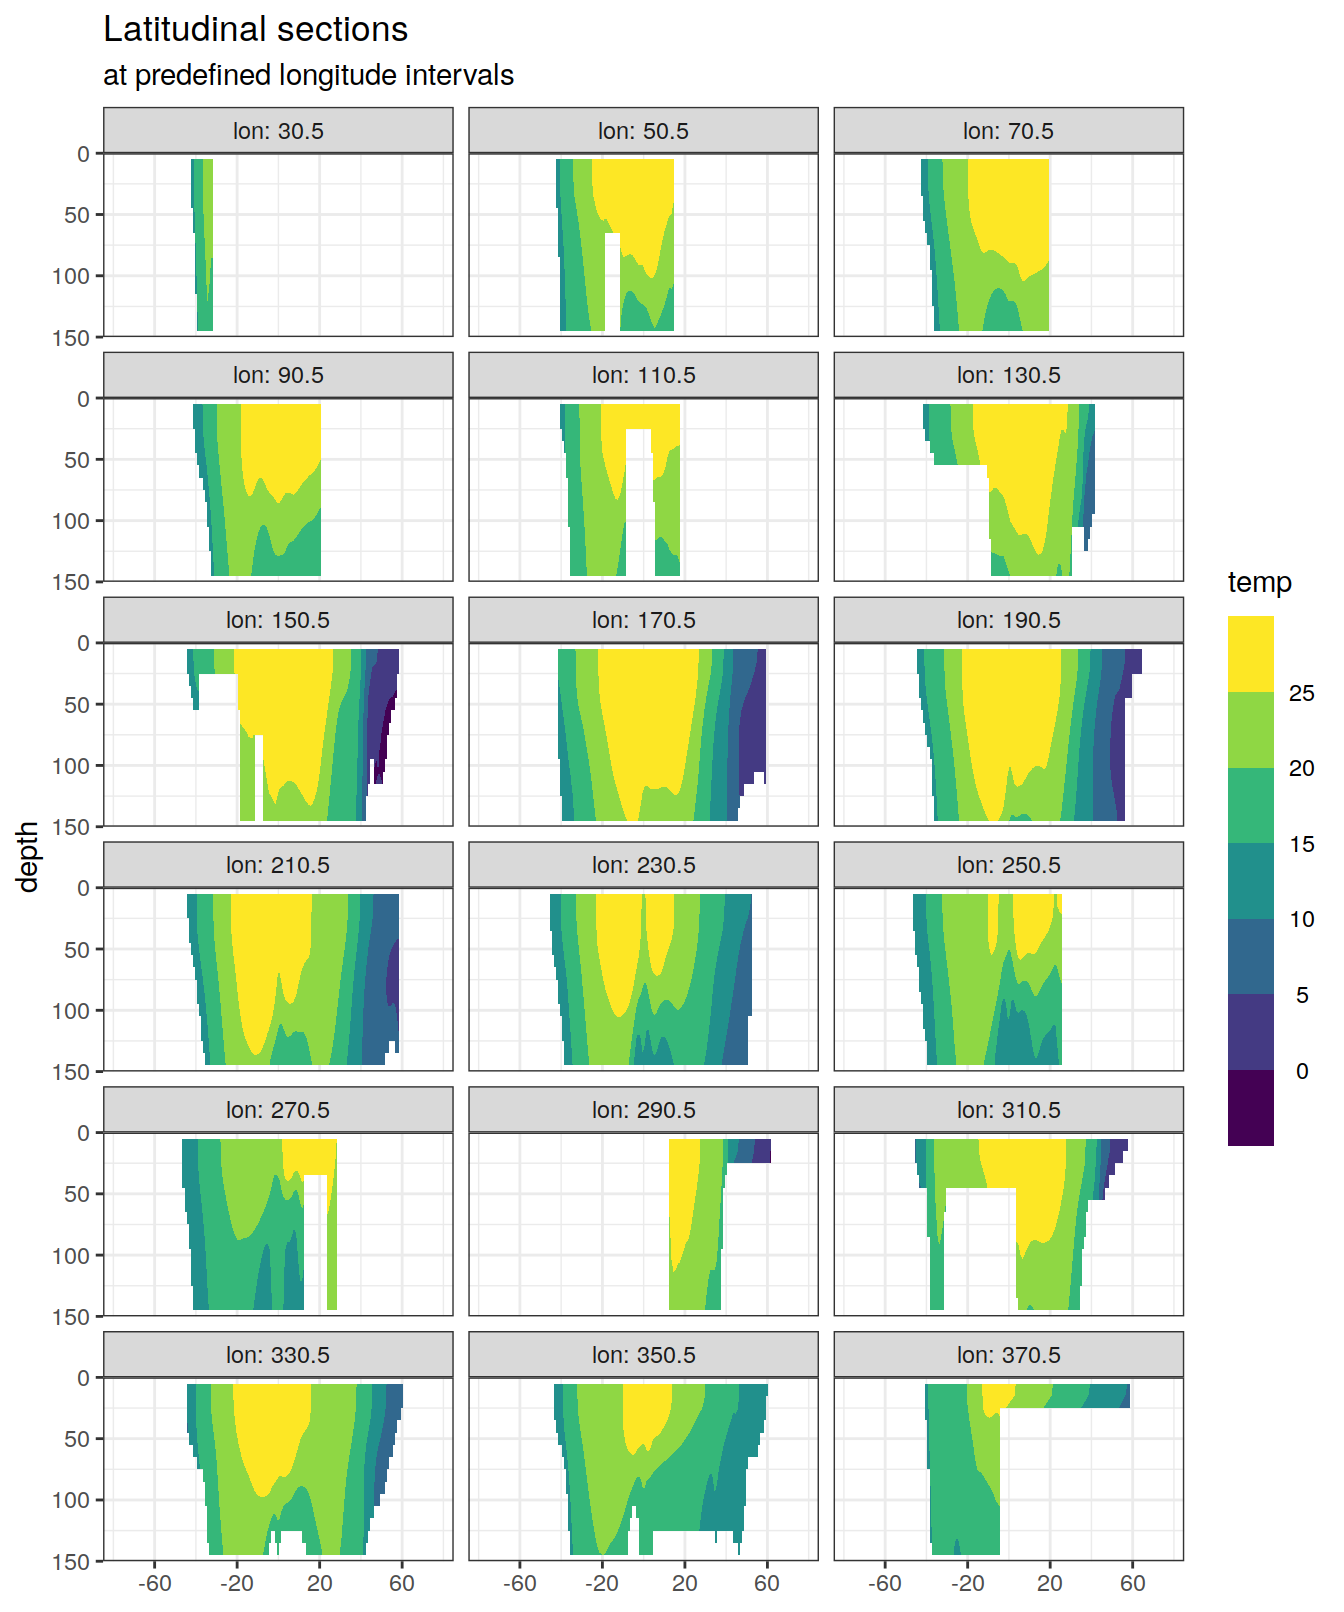 Latitudinal sections
at predefined longitude intervals
lon: 30.5 lon: 50.5 lon: 70.5
0
50
100
150
lon: 90.5 lon: 110.5 lon: 130.5
0
50
100
150
lon: 150.5 lon: 170.5 lon: 190.5
0
50
100
150
lon: 210.5 lon: 230.5 lon: 250.5
0
50
100
150
lon: 270.5 lon: 290.5 lon: 310.5
0
50
100
150
lon: 330.5 lon: 350.5 lon: 370.5
0
50
100
150
-60 -20 20 60 -60 -20 20 60 -60 -20 20 60
depth
temp
25
20
15
10
5
0